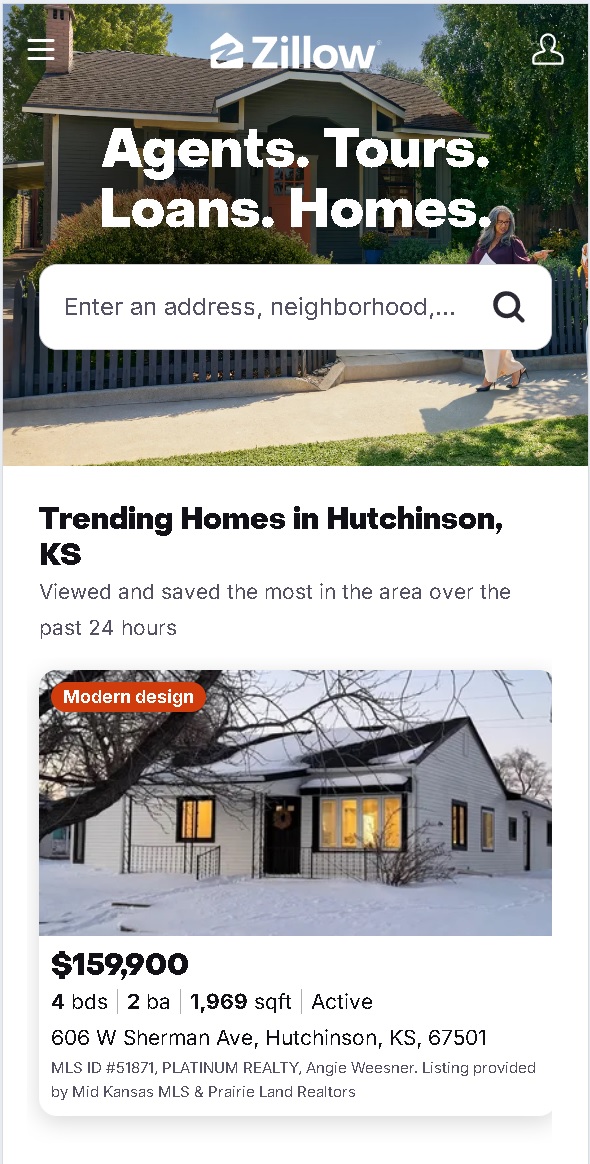 Zillow
Agents. Tours.
Loans. Homes.
Enter an address, neighborhood,...
Trending Homes in Hutchinson,
KS
Viewed and saved the most in the area over the
past 24 hours
Modern design
$159,900
4 bds | 2 ba | 1,969 sqft | Active
606 W Sherman Ave, Hutchinson, KS, 67501
MLS ID #51871, PLATINUM REALTY, Angie Weesner. Listing provided
by Mid Kansas MLS & Prairie Land Realtors